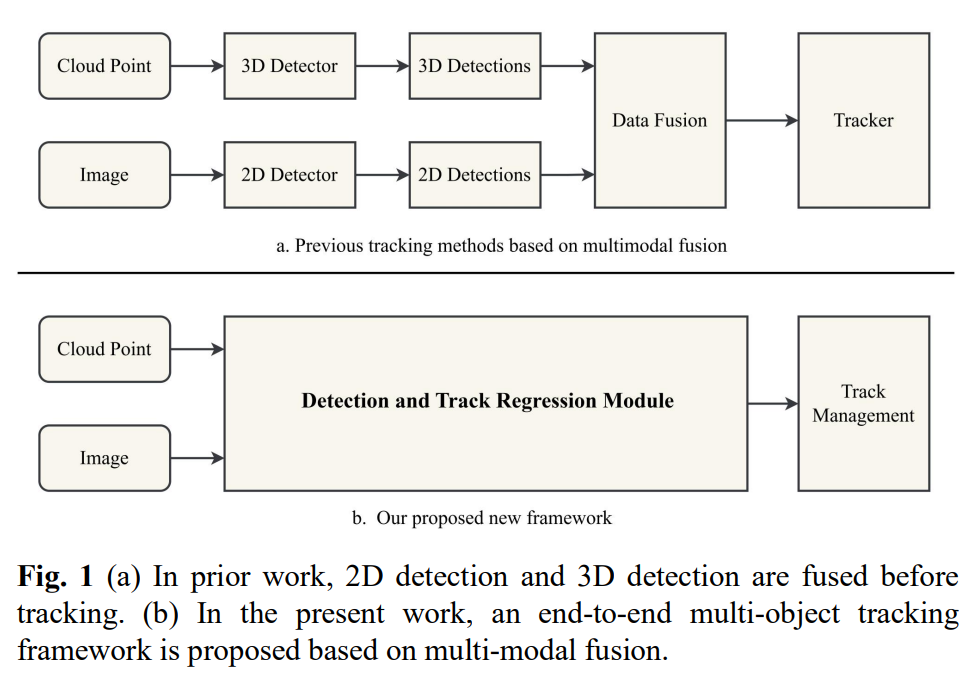 Cloud Point
3D Detector
3D Detections
Data Fusion
Tracker
Image
2D Detector
2D Detections
a. Previous tracking methods based on multimodal fusion
Cloud Point
Detection and Track Regression Module
Track
Management
Image
b. Our proposed new framework
Fig. 1 (a) In prior work, 2D detection and 3D detection are fused before
tracking. (b) In the present work, an end-to-end multi-object tracking
framework is proposed based on multi-modal fusion.